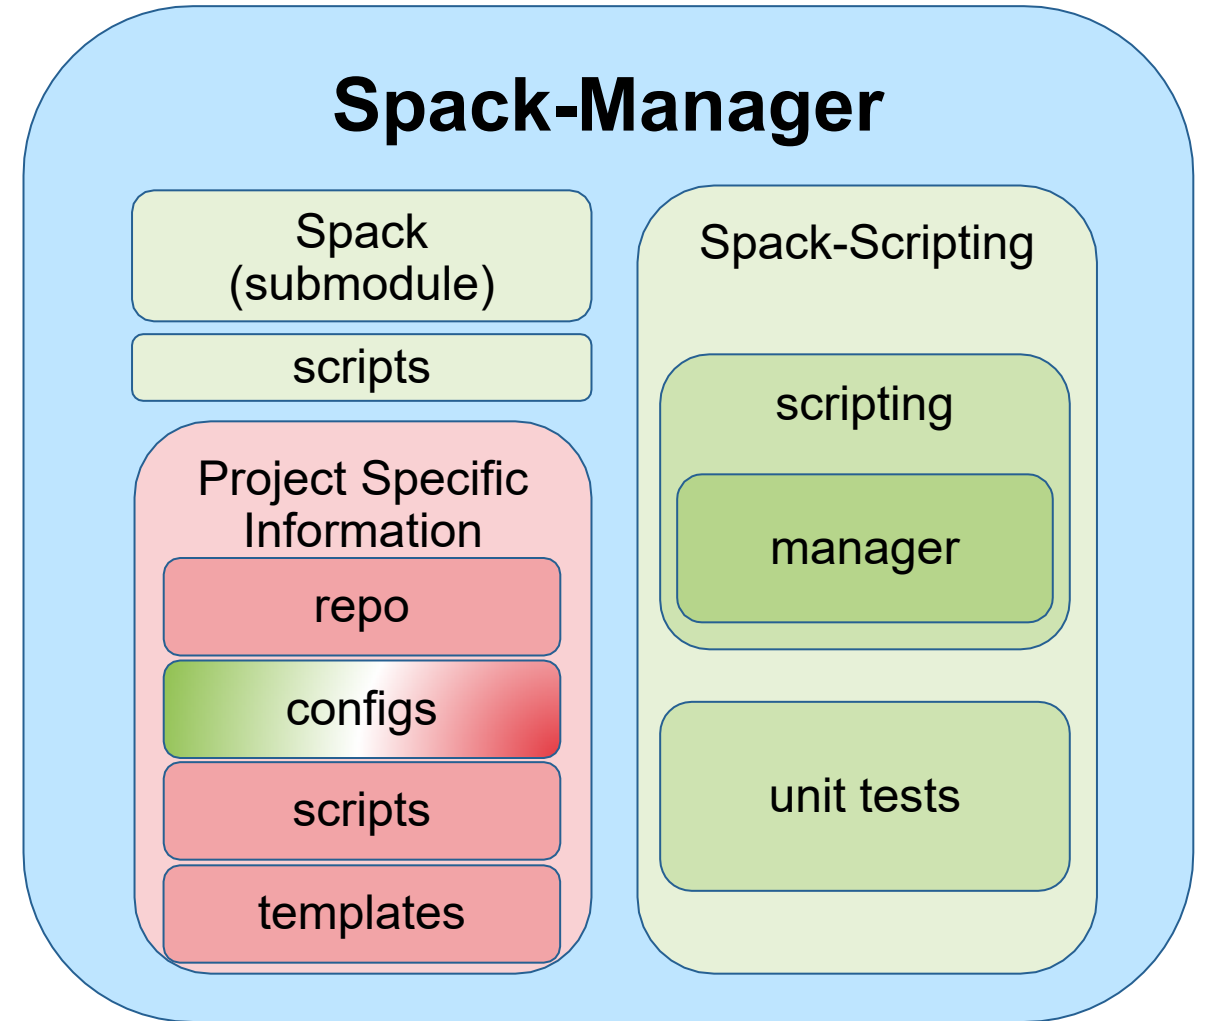 Spack-Manager
Spack
(submodule)
scripts
Project Specific
Information
repo
configs
scripts
templates
Spack-Scripting
scripting
manager
unit tests